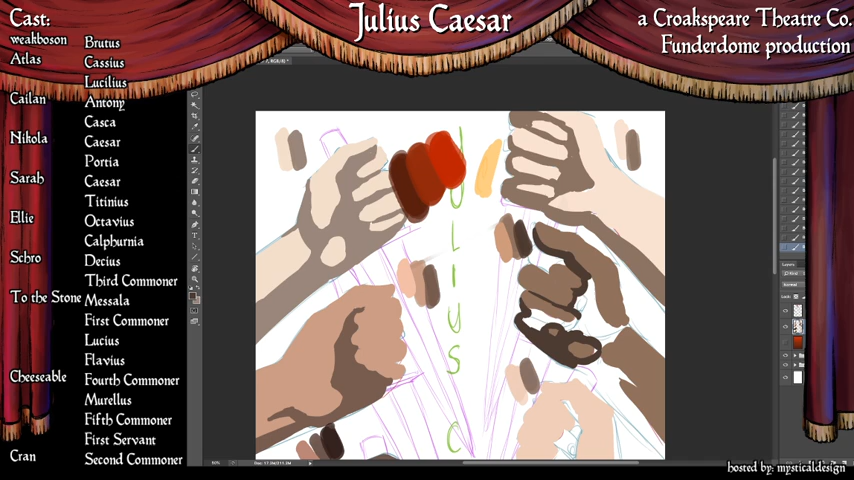 Cast:
Julius Caesar
a Croakspeare Theatre Co.
Funderdome production
weakboson
Brutus
Atlas
Cassius
Lucilius
Cailan
Antony
Casca
Nikola
Caesar
Portia
Sarah
Caesar
Titinius
Ellie
Octavius
Calphurnia
Schro
Decius
Third Commoner
To the Stone
Messala
First Commoner
Lucius
Flavius
Cheeseable
Fourth Commoner
Murellus
Fifth Commoner
First Servant
Cran
Second Commoner
JULIUS C
Layers
hosted by: mysticaldesign